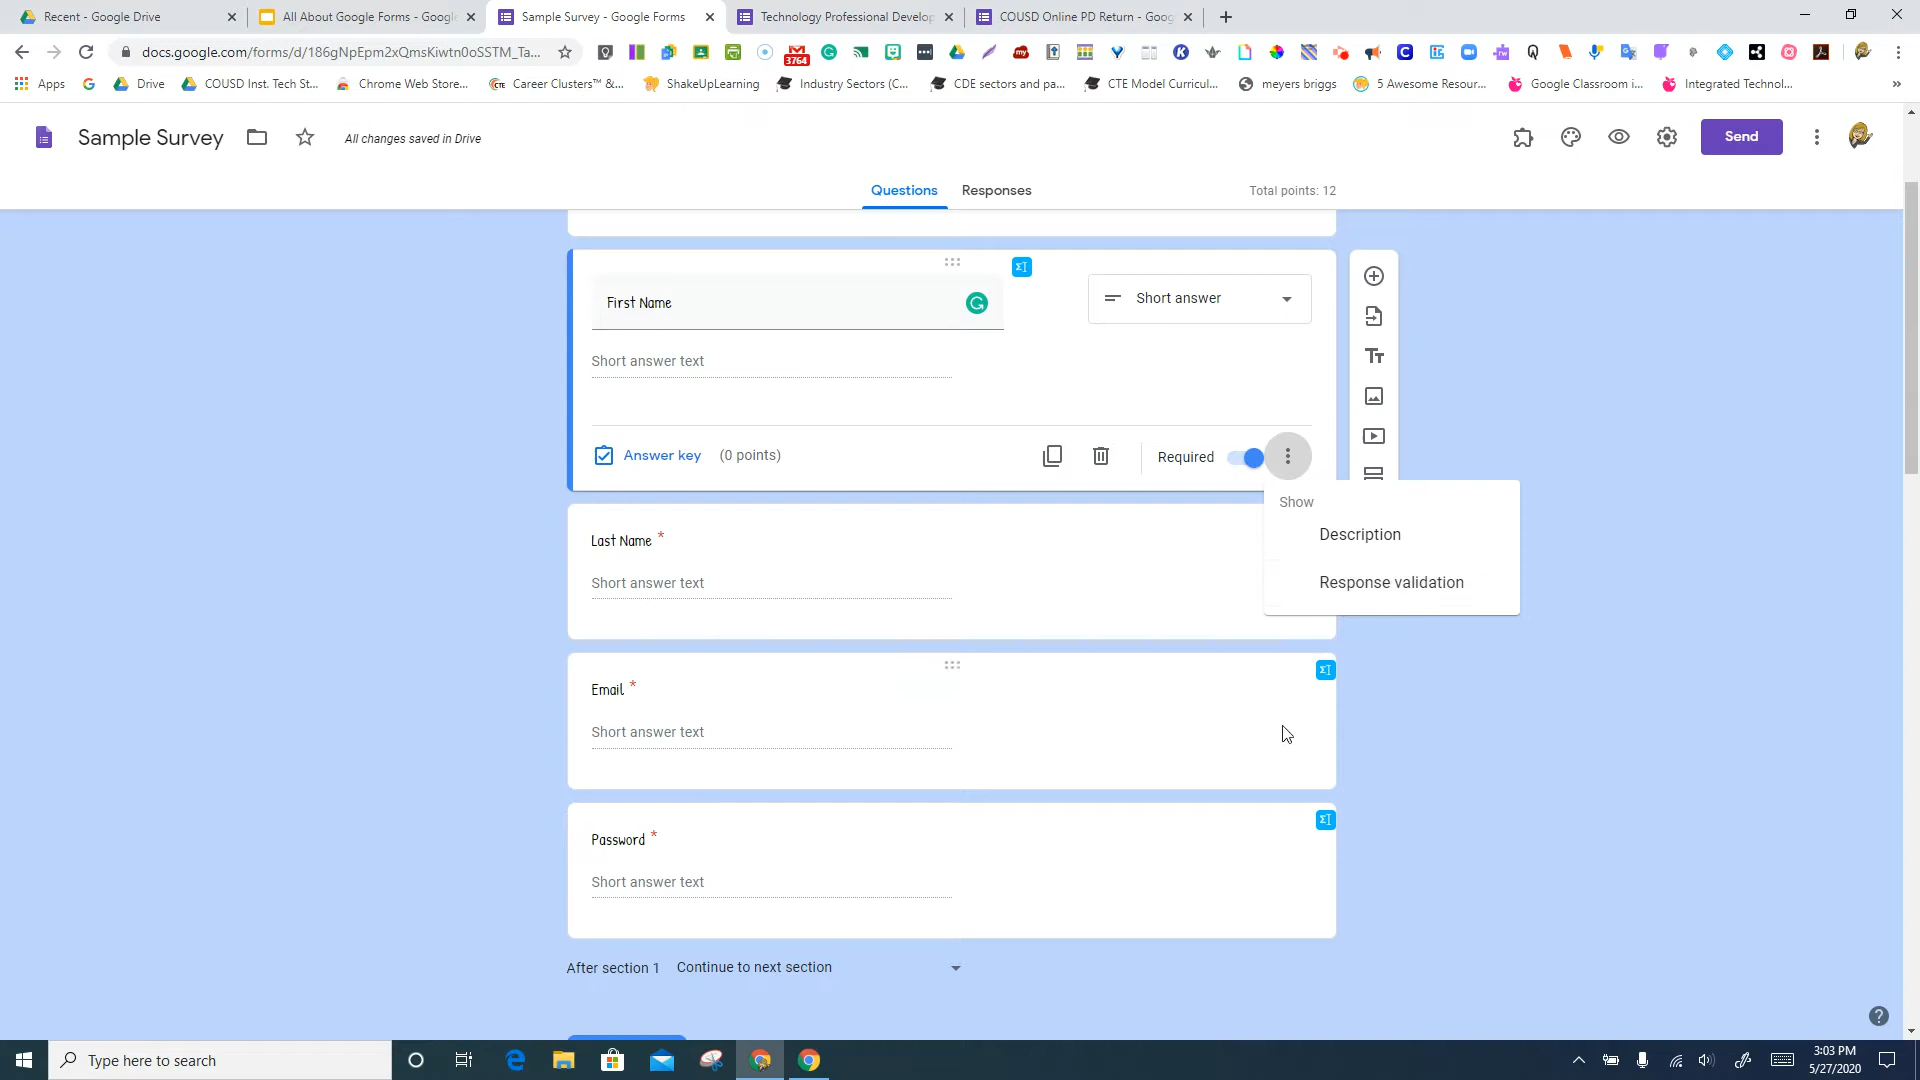 Recent - Google Drive
All About Google Forms - Google
Sample Survey - Google Forms
Technology Professional Develop
COUSD Online PD Return - Goog
docs.google.com/forms/d/186gNpEpm2xQmsKiwtn0oSSTM_Ta...
3764
Apps
Drive
COUSD Inst. Tech St...
Chrome Web Store...
Career Clusters™ &...
ShakeUpLearning
Industry Sectors (C...
CDE sectors and pa...
CTE Model Curricul...
meyers briggs
5 Awesome Resour...
Google Classroom i...
Integrated Technol...
Sample Survey
All changes saved in Drive
Send
Questions
Responses
Total points: 12
First Name
Short answer
Short answer text
Answer key
(0 points)
Required
Show
Description
Response validation
Last Name *
Short answer text
Email *
Short answer text
Password *
Short answer text
After section 1
Continue to next section
Type here to search
3:03 PM
5/27/2020